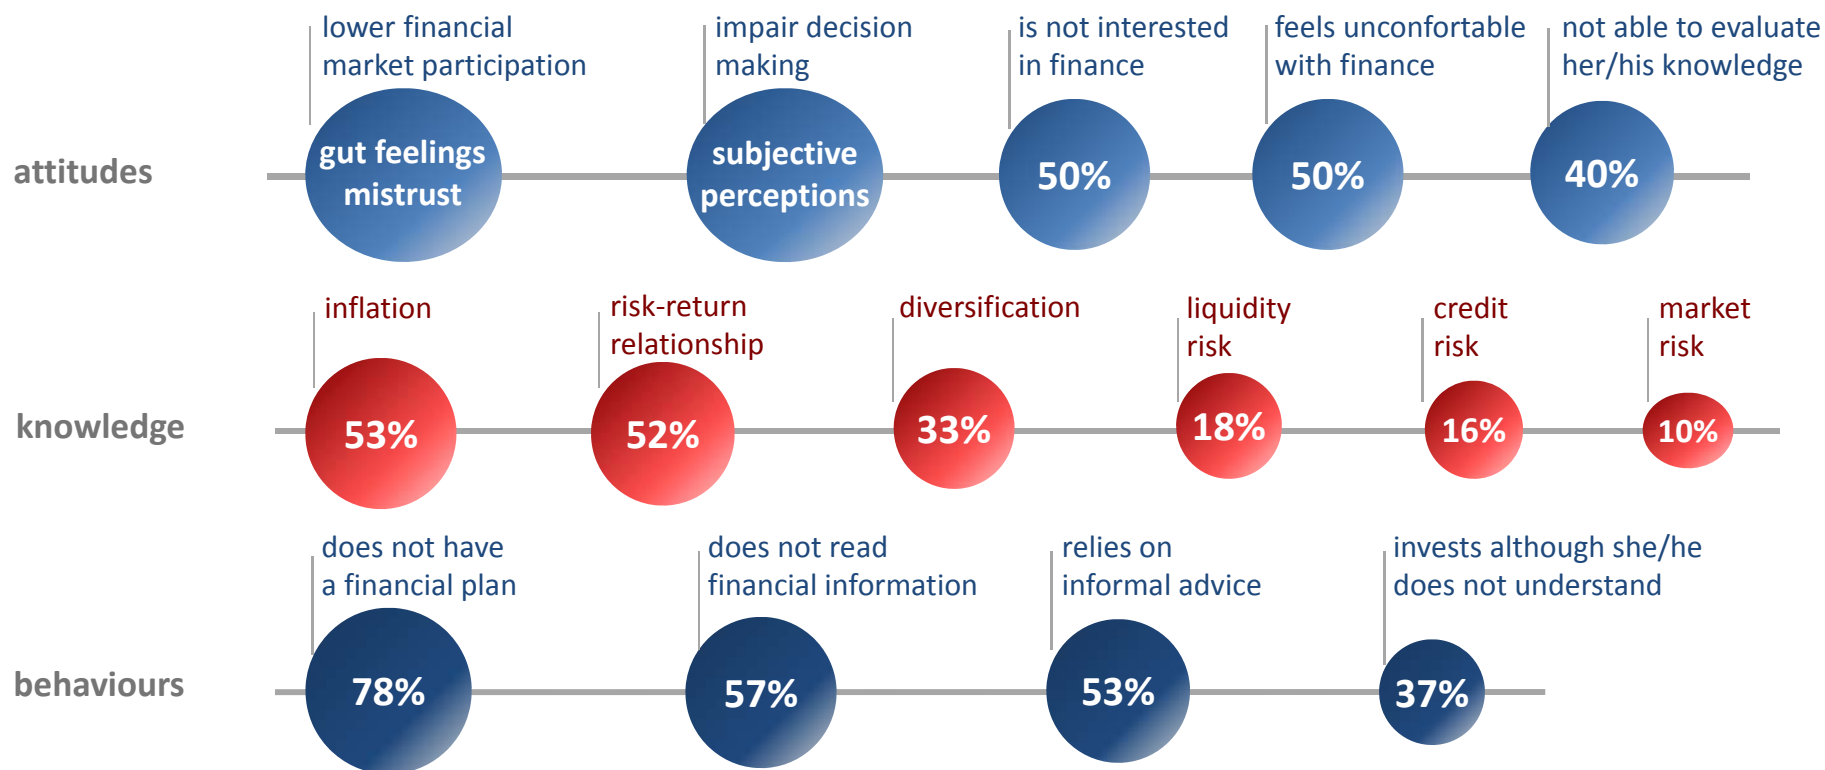 lower financial
market participation
impair decision
making
is not interested
in finance
feels unconfortable
with finance
not able to evaluate
her/his knowledge
attitudes
gut feelings
mistrust
subjective
perceptions
50%
50%
40%
inflation
risk-return
relationship
diversification
liquidity
risk
credit
risk
market
risk
knowledge
53%
52%
33%
18%
16%
10%
does not have
a financial plan
does not read
financial information
relies on
informal advice
invests although she/he
does not understand
behaviours
78%
57%
53%
37%